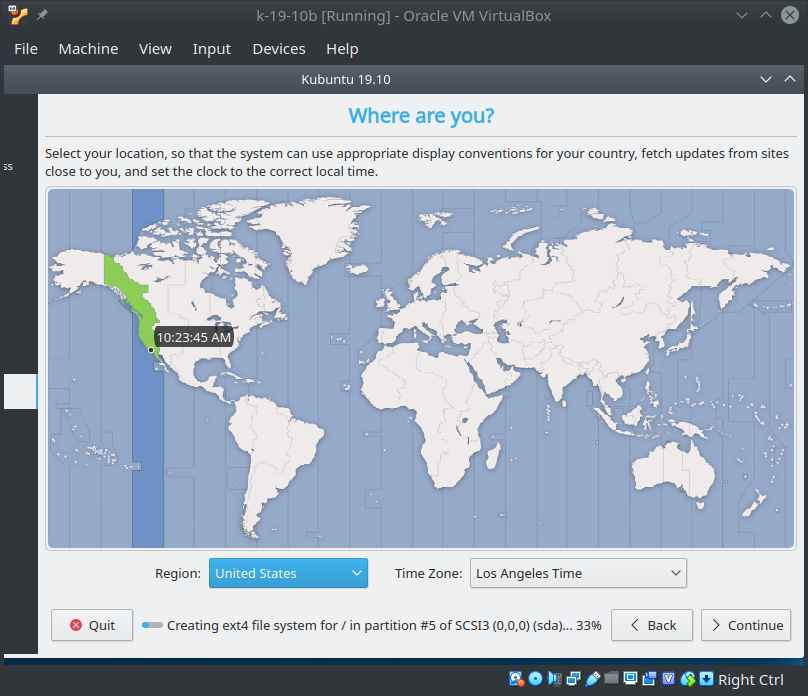 k-19-10b [Running] - Oracle VM VirtualBox
File Machine View Input Devices Help
Kubuntu 19.10
Where are you?
ss
Select your location, so that the system can use appropriate display conventions for your country, fetch updates from sites
close to you, and set the clock to the correct local time.
10:23:45 AM
Region: United States Time Zone: Los Angeles Time
Quit Creating ext4 file system for / in partition #5 of SCSI3 (0,0,0) (sda)... 33% Back Continue
Right Ctrl